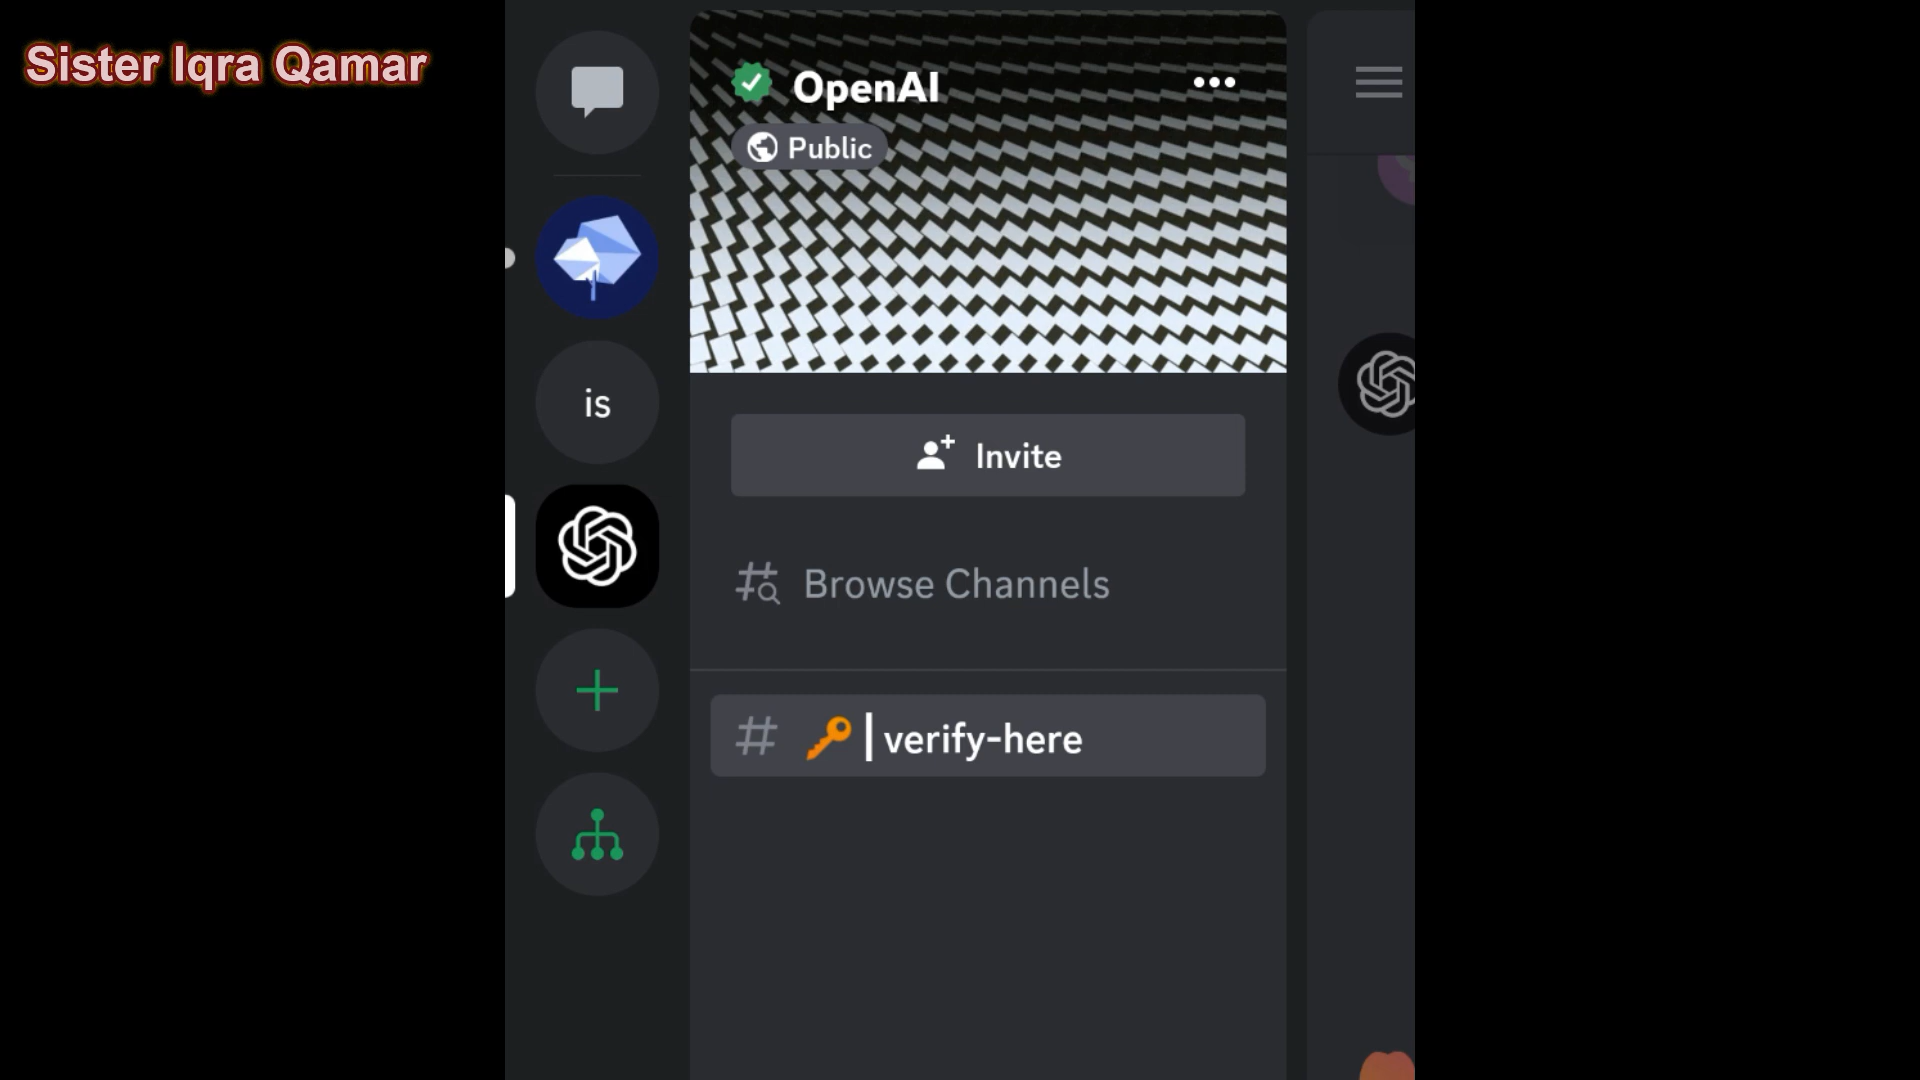 Sister Iqra Qamar
OpenAI
Public
is
Invite
Browse Channels
verify-here